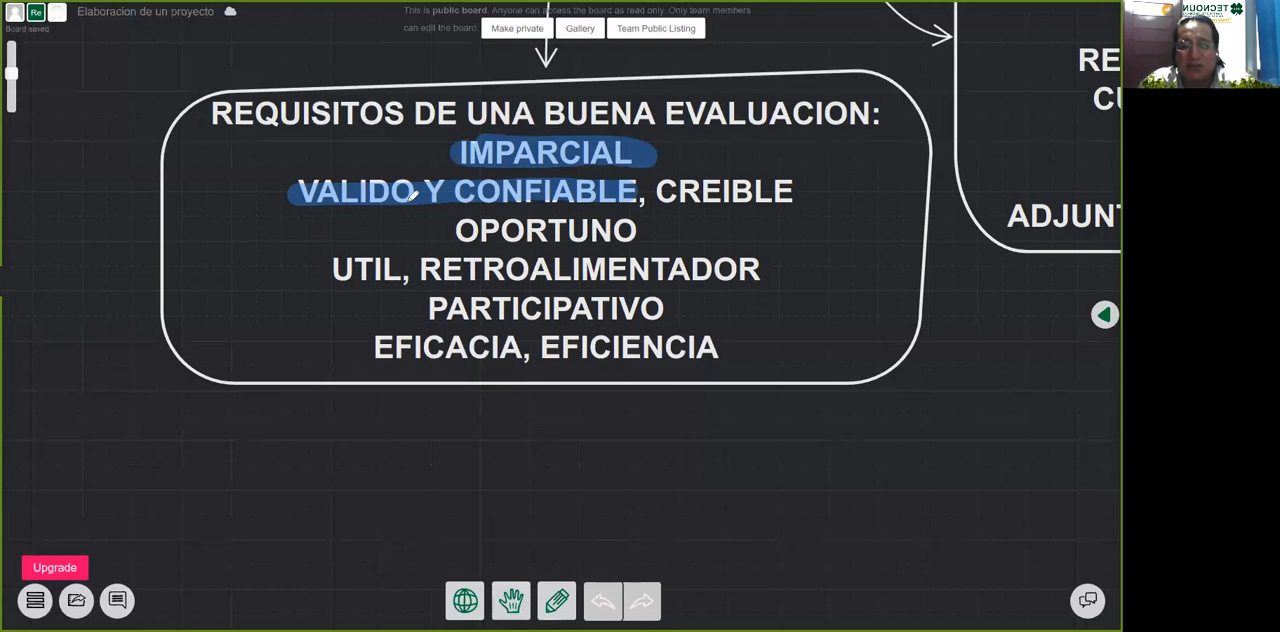 Re
Elaboracion de un proyecto
Board saved
This is public board. Anyone can access the board as read only. Only team members
can edit the board.
Make private
Gallery
Team Public Listing
REQUISITOS DE UNA BUENA EVALUACION:
IMPARCIAL
VALIDO Y CONFIABLE, CREIBLE
OPORTUNO
UTIL, RETROALIMENTADOR
PARTICIPATIVO
EFICACIA, EFICIENCIA
RE
CU
ADJUNT
Upgrade
TECHOUN